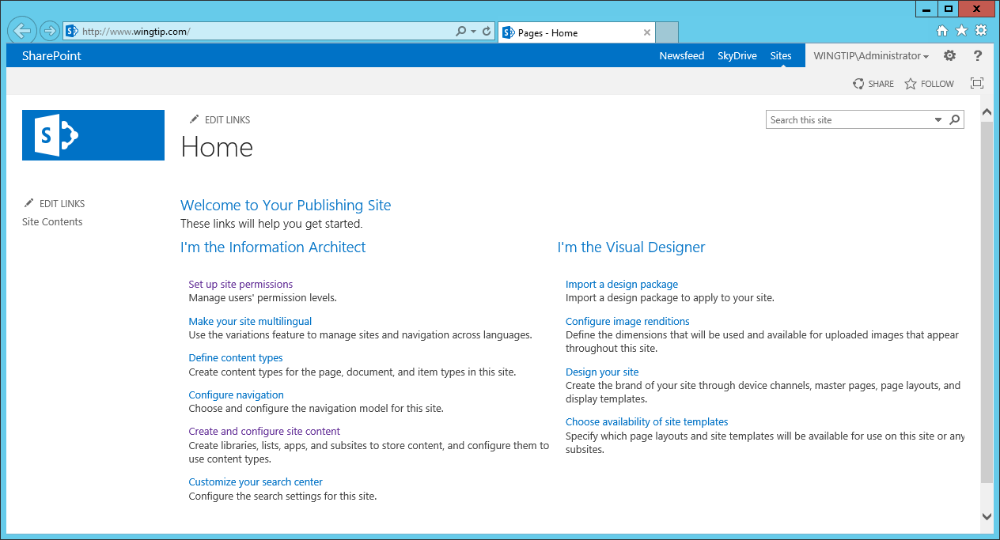 http://www.wingtip.com/
Pages - Home
SharePoint
Newsfeed
SkyDrive
Sites
WINGTIP\Administrator
?
SHARE
FOLLOW
S
EDIT LINKS
Home
Search this site
EDIT LINKS
Site Contents
Welcome to Your Publishing Site
These links will help you get started.
I'm the Information Architect
Set up site permissions
Manage users' permission levels.
Make your site multilingual
Use the variations feature to manage sites and navigation across languages.
Define content types
Create content types for the page, document, and item types in this site.
Configure navigation
Choose and configure the navigation model for this site.
Create and configure site content
Create libraries, lists, apps, and subsites to store content, and configure them to
use content types.
Customize your search center
Configure the search settings for this site.
I'm the Visual Designer
Import a design package
Import a design package to apply to your site.
Configure image renditions
Define the dimensions that will be used and available for uploaded images that appear
throughout this site.
Design your site
Create the brand of your site through device channels, master pages, page layouts, and
display templates.
Choose availability of site templates
Specify which page layouts and site templates will be available for use on this site or any
subsites.